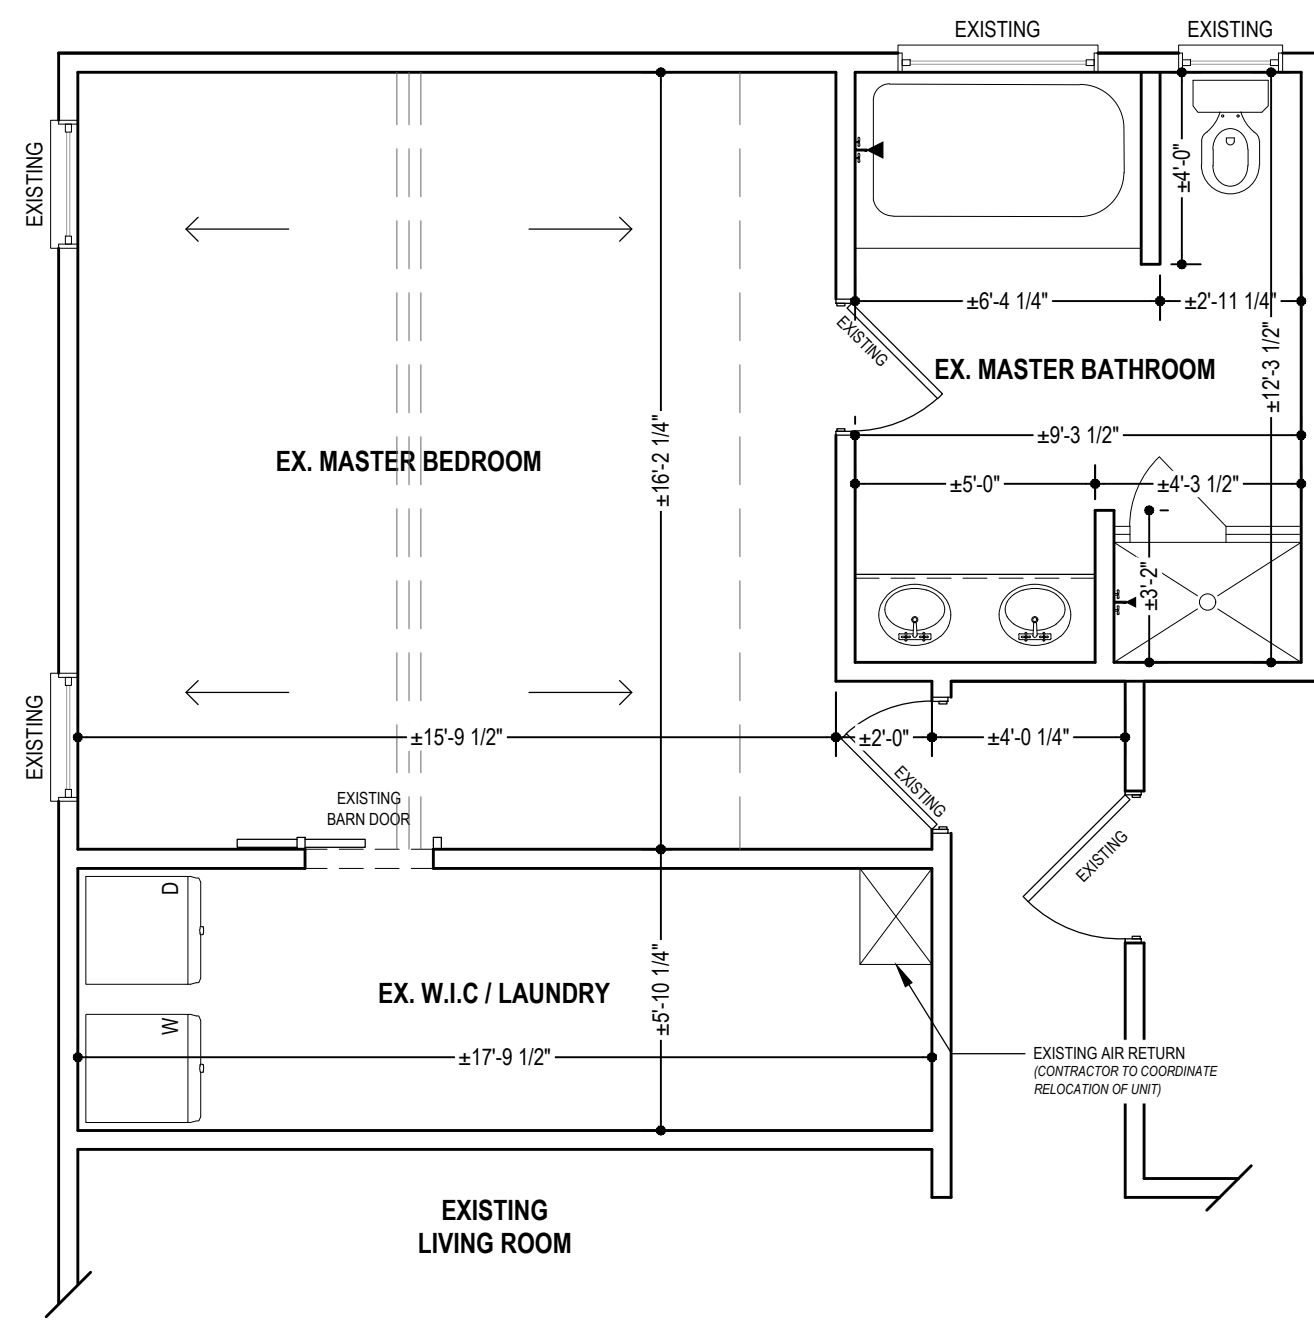 EXISTING
EXISTING
EXISTING
±4'-0"
±6'-4 1/4"
±2'-11 1/4"
EXISTING
EX. MASTER BATHROOM
±12'-3 1/2"
±9'-3 1/2"
EX. MASTER BEDROOM
±16'-2 1/4"
±5'-0"
±4'-3 1/2"
±3'-2"
EXISTING
±15'-9 1/2"
±2'-0"
±4'-0 1/4"
EXISTING
EXISTING
BARN DOOR
EXISTING
D
EX. W.I.C / LAUNDRY
±5'-10 1/4"
W
±17'-9 1/2"
EXISTING AIR RETURN
(CONTRACTOR TO COORDINATE
RELOCATION OF UNIT)
EXISTING
LIVING ROOM